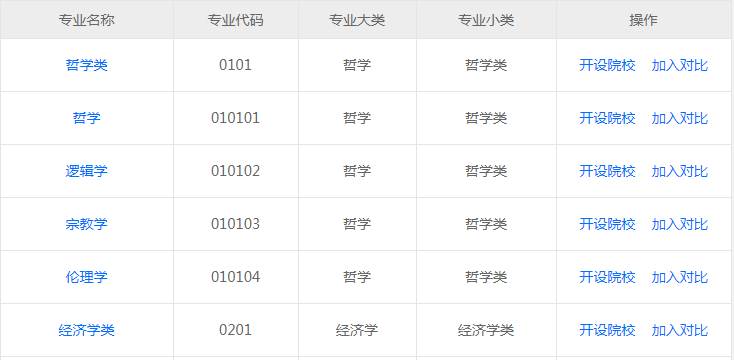 专业名称 专业代码 专业大类 专业小类 操作
哲学类 0101 哲学 哲学类 开设院校 加入对比
哲学 010101 哲学 哲学类 开设院校 加入对比
逻辑学 010102 哲学 哲学类 开设院校 加入对比
宗教学 010103 哲学 哲学类 开设院校 加入对比
伦理学 010104 哲学 哲学类 开设院校 加入对比
经济学类 0201 经济学 经济学类 开设院校 加入对比